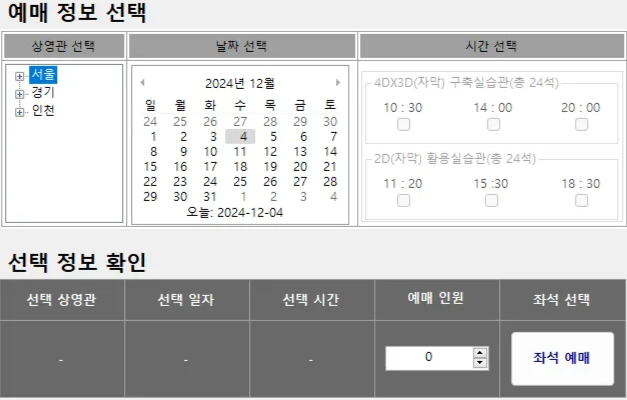 예매 정보 선택
상영관 선택 날짜 선택 시간 선택
서울
경기
인천
2024년 12월
일 월 화 수 목 금 토
24 25 26 27 28 29 30
1 2 3 4 5 6 7
8 9 10 11 12 13 14
15 16 17 18 19 20 21
22 23 24 25 26 27 28
29 30 31 1 2 3 4
오늘: 2024-12-04
4DX3D(자막) 구축실습관(총 24석)
10 : 30 14 : 00 20 : 00
2D(자막) 활용실습관(총 24석)
11 : 20 15 :30 18 : 30
선택 정보 확인
선택 상영관 선택 일자 선택 시간 예매 인원 좌석 선택
- - - 0 좌석 예매